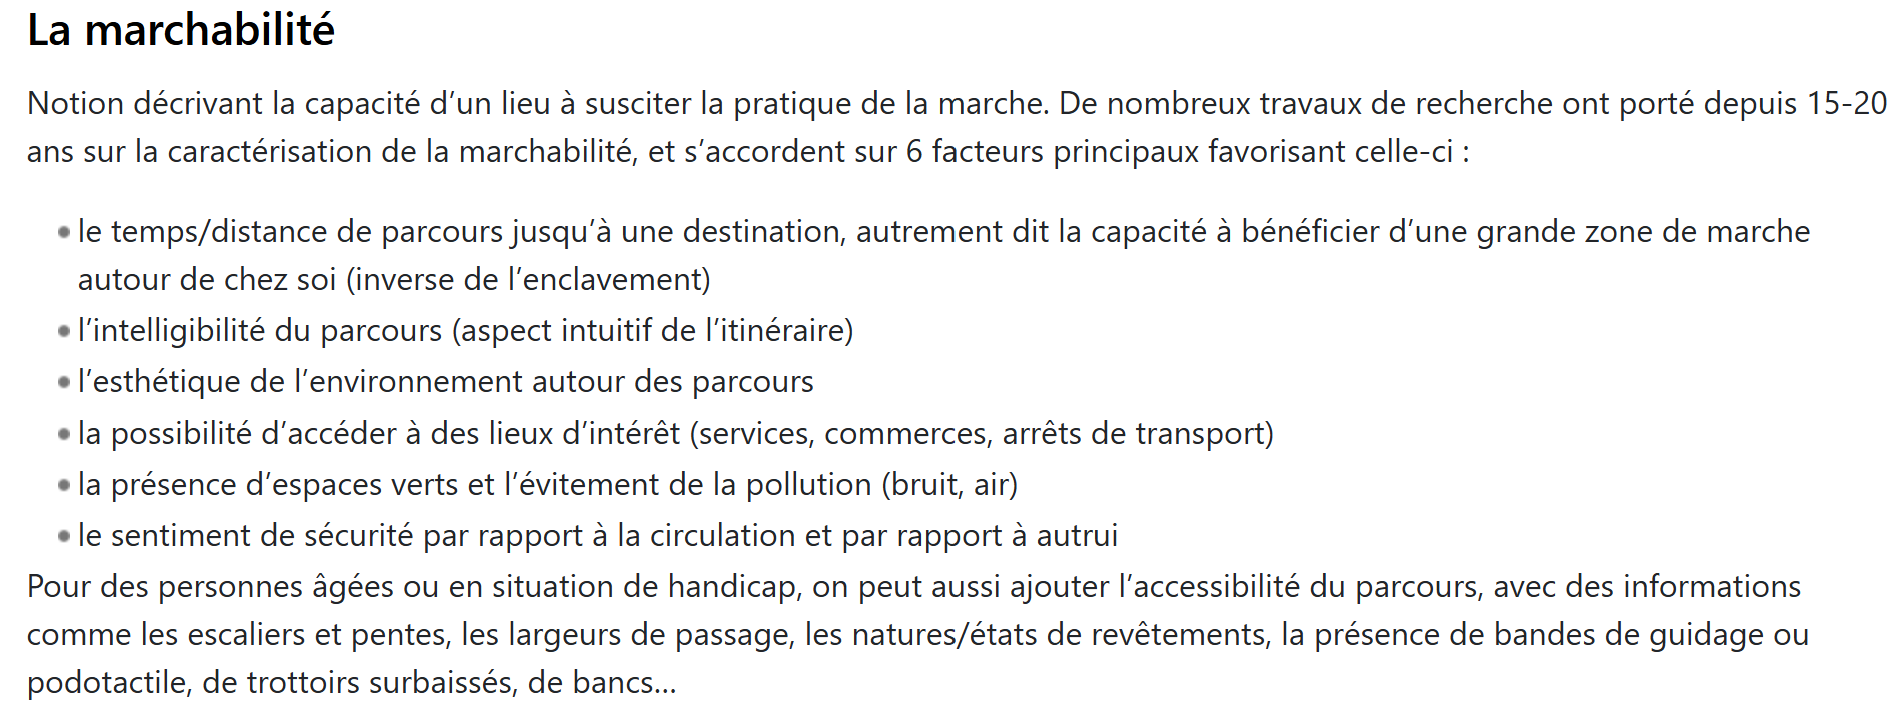 La marchabilité
Notion décrivant la capacité d’un lieu à susciter la pratique de la marche. De nombreux travaux de recherche ont porté depuis 15-20
ans sur la caractérisation de la marchabilité, et s’accordent sur 6 facteurs principaux favorisant celle-ci :
• le temps/distance de parcours jusqu’à une destination, autrement dit la capacité à bénéficier d’une grande zone de marche
autour de chez soi (inverse de l’enclavement)
• l’intelligibilité du parcours (aspect intuitif de l’itinéraire)
• l’esthétique de l’environnement autour des parcours
• la possibilité d’accéder à des lieux d’intérêt (services, commerces, arrêts de transport)
• la présence d’espaces verts et l’évitement de la pollution (bruit, air)
• le sentiment de sécurité par rapport à la circulation et par rapport à autrui
Pour des personnes âgées ou en situation de handicap, on peut aussi ajouter l’accessibilité du parcours, avec des informations
comme les escaliers et pentes, les largeurs de passage, les natures/états de revêtements, la présence de bandes de guidage ou
podotactile, de trottoirs surbaissés, de bancs…